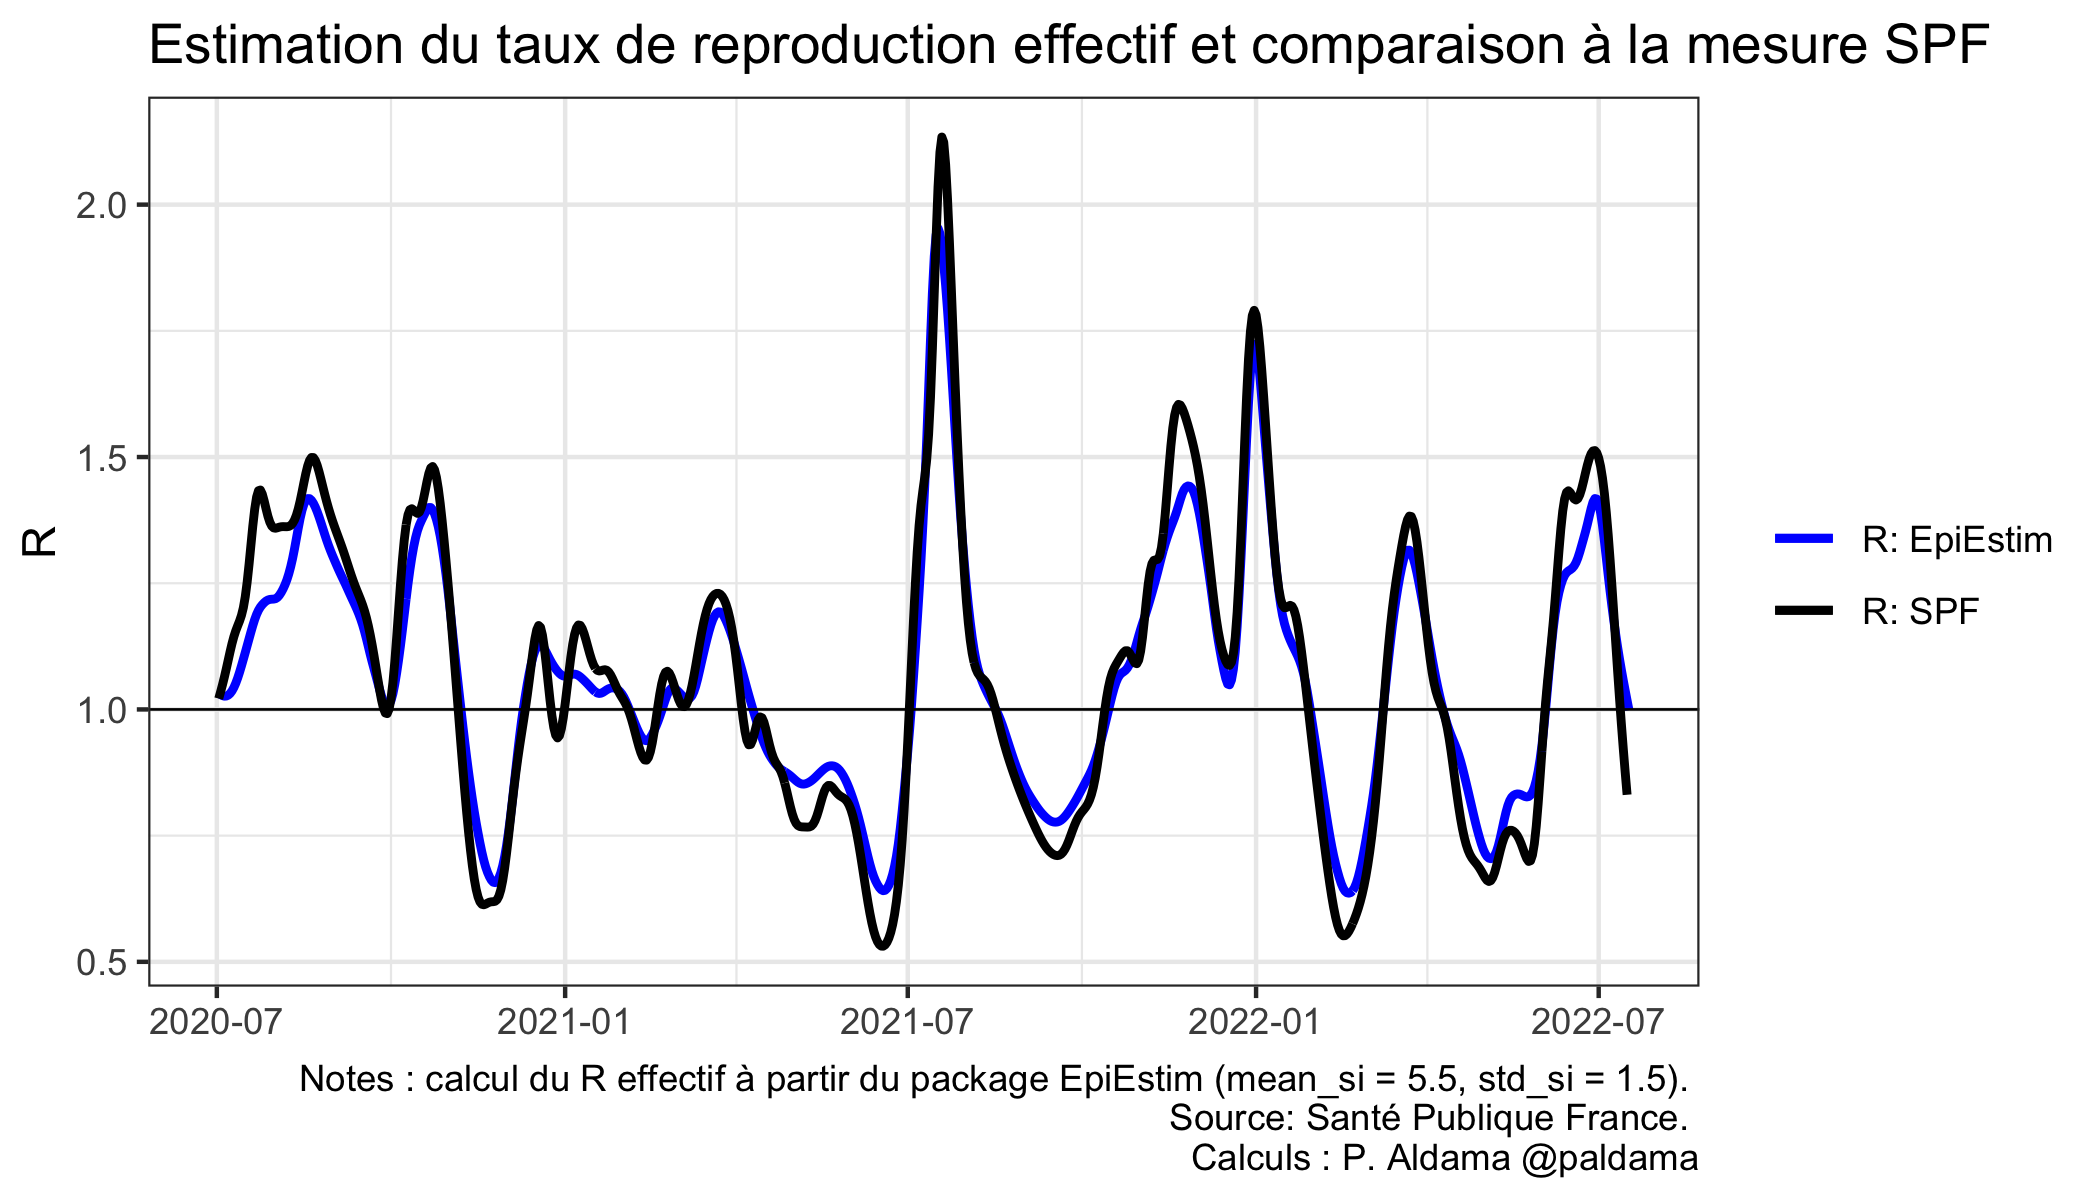 Estimation du taux de reproduction effectif et comparaison à la mesure SPF
2.0
1.5
1.0
0.5
R
R: EpiEstim
R: SPF
2020-07
2021-01
2021-07
2022-01
2022-07
Notes : calcul du R effectif à partir du package EpiEstim (mean_si = 5.5, std_si = 1.5).
Source: Santé Publique France.
Calculs : P. Aldama @paldama